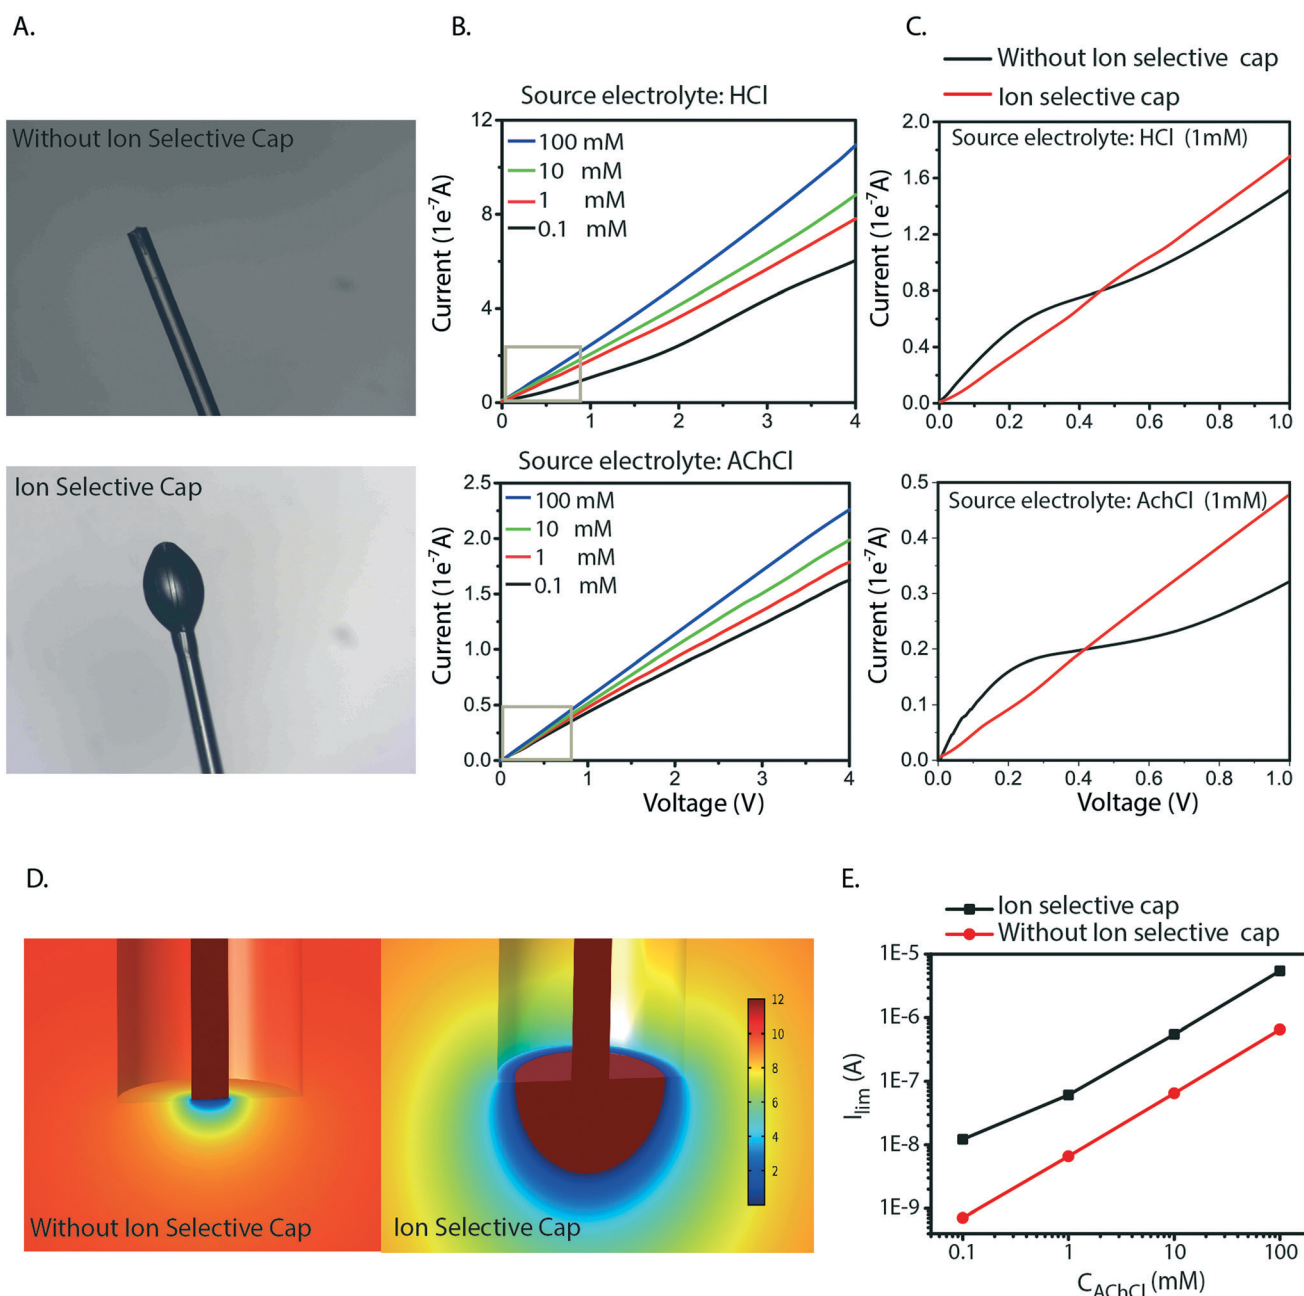 A.
Without Ion Selective Cap
Ion Selective Cap
B.
Source electrolyte: HCl
12
8
4
0
Current (1e⁻⁷A)
100 mM
10 mM
1 mM
0.1 mM
0 1 2 3 4
Source electrolyte: AChCl
2.5
2.0
1.5
1.0
0.5
0.0
Current (1e⁻⁷A)
100 mM
10 mM
1 mM
0.1 mM
0 1 2 3 4
Voltage (V)
C.
Without Ion selective cap
Ion selective cap
Source electrolyte: HCl (1mM)
2.0
1.6
1.2
0.8
0.4
0.0
Current (1e⁻⁷A)
0.0 0.2 0.4 0.6 0.8 1.0
Source electrolyte: AchCl (1mM)
0.5
0.4
0.3
0.2
0.1
0.0
Current (1e⁻⁷A)
0.0 0.2 0.4 0.6 0.8 1.0
Voltage (V)
D.
Without Ion Selective Cap
Ion Selective Cap
12
10
8
6
4
2
E.
Ion selective cap
Without Ion selective cap
1E-5
1E-6
1E-7
1E-8
1E-9
I_lim (A)
0.1 1 10 100
C_AChCl (mM)